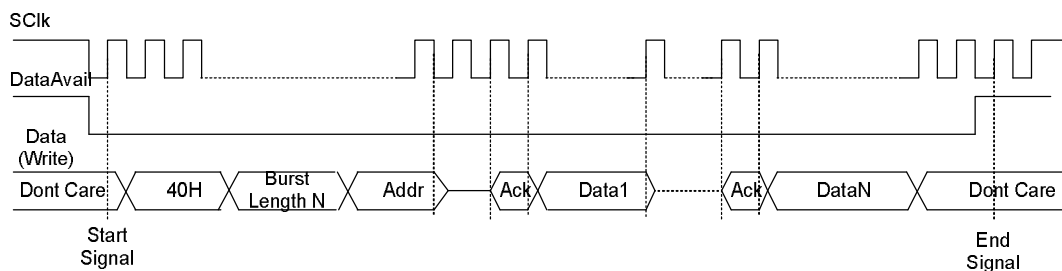 SClk
DataAvail
Data
(Write)
Dont Care
40H
Burst
Length N
Addr
Ack
Data1
Ack
DataN
Dont Care
Start
Signal
End
Signal